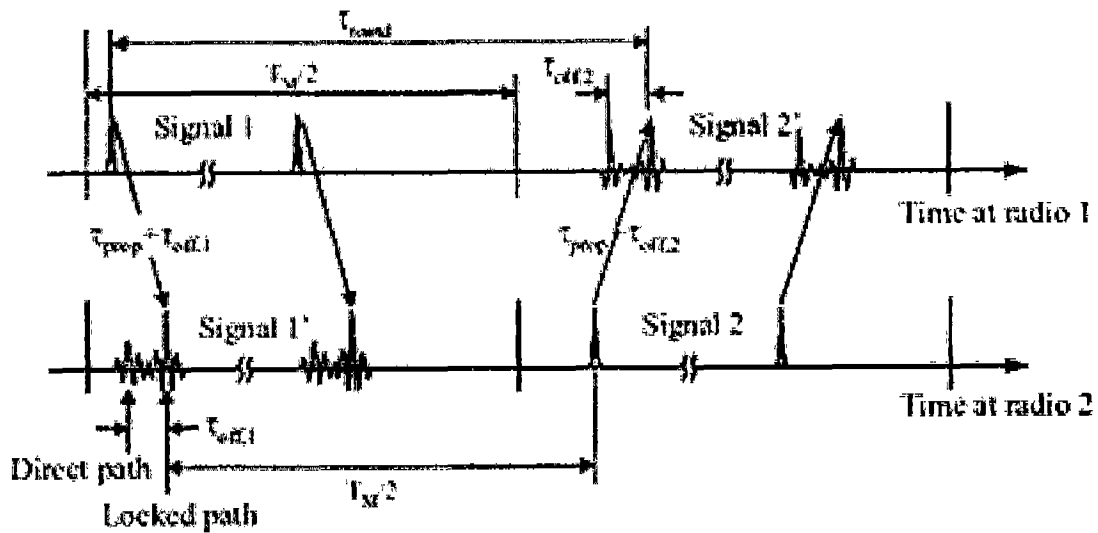 τround
TM/2
τoff,2
Signal 1
Signal 2'
Time at radio 1
τprop+τoff,1
τprop+τoff,2
Signal 1'
Signal 2
Time at radio 2
τoff,1
Direct path
TM/2
Locked path